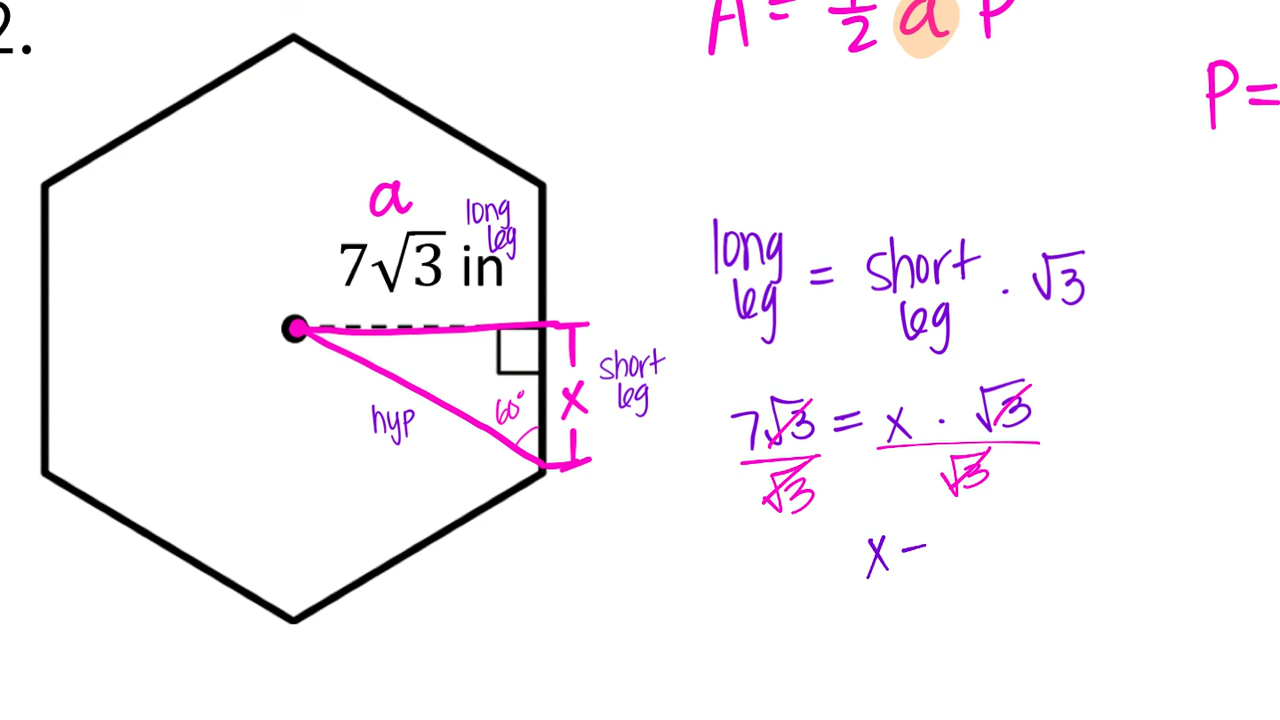 2.
A = 1/2 a P
P=
a
long
leg
7√3 in
long
leg = short
leg · √3
short
leg
x
60°
hyp
7√3 = x · √3
√3 √3
x −